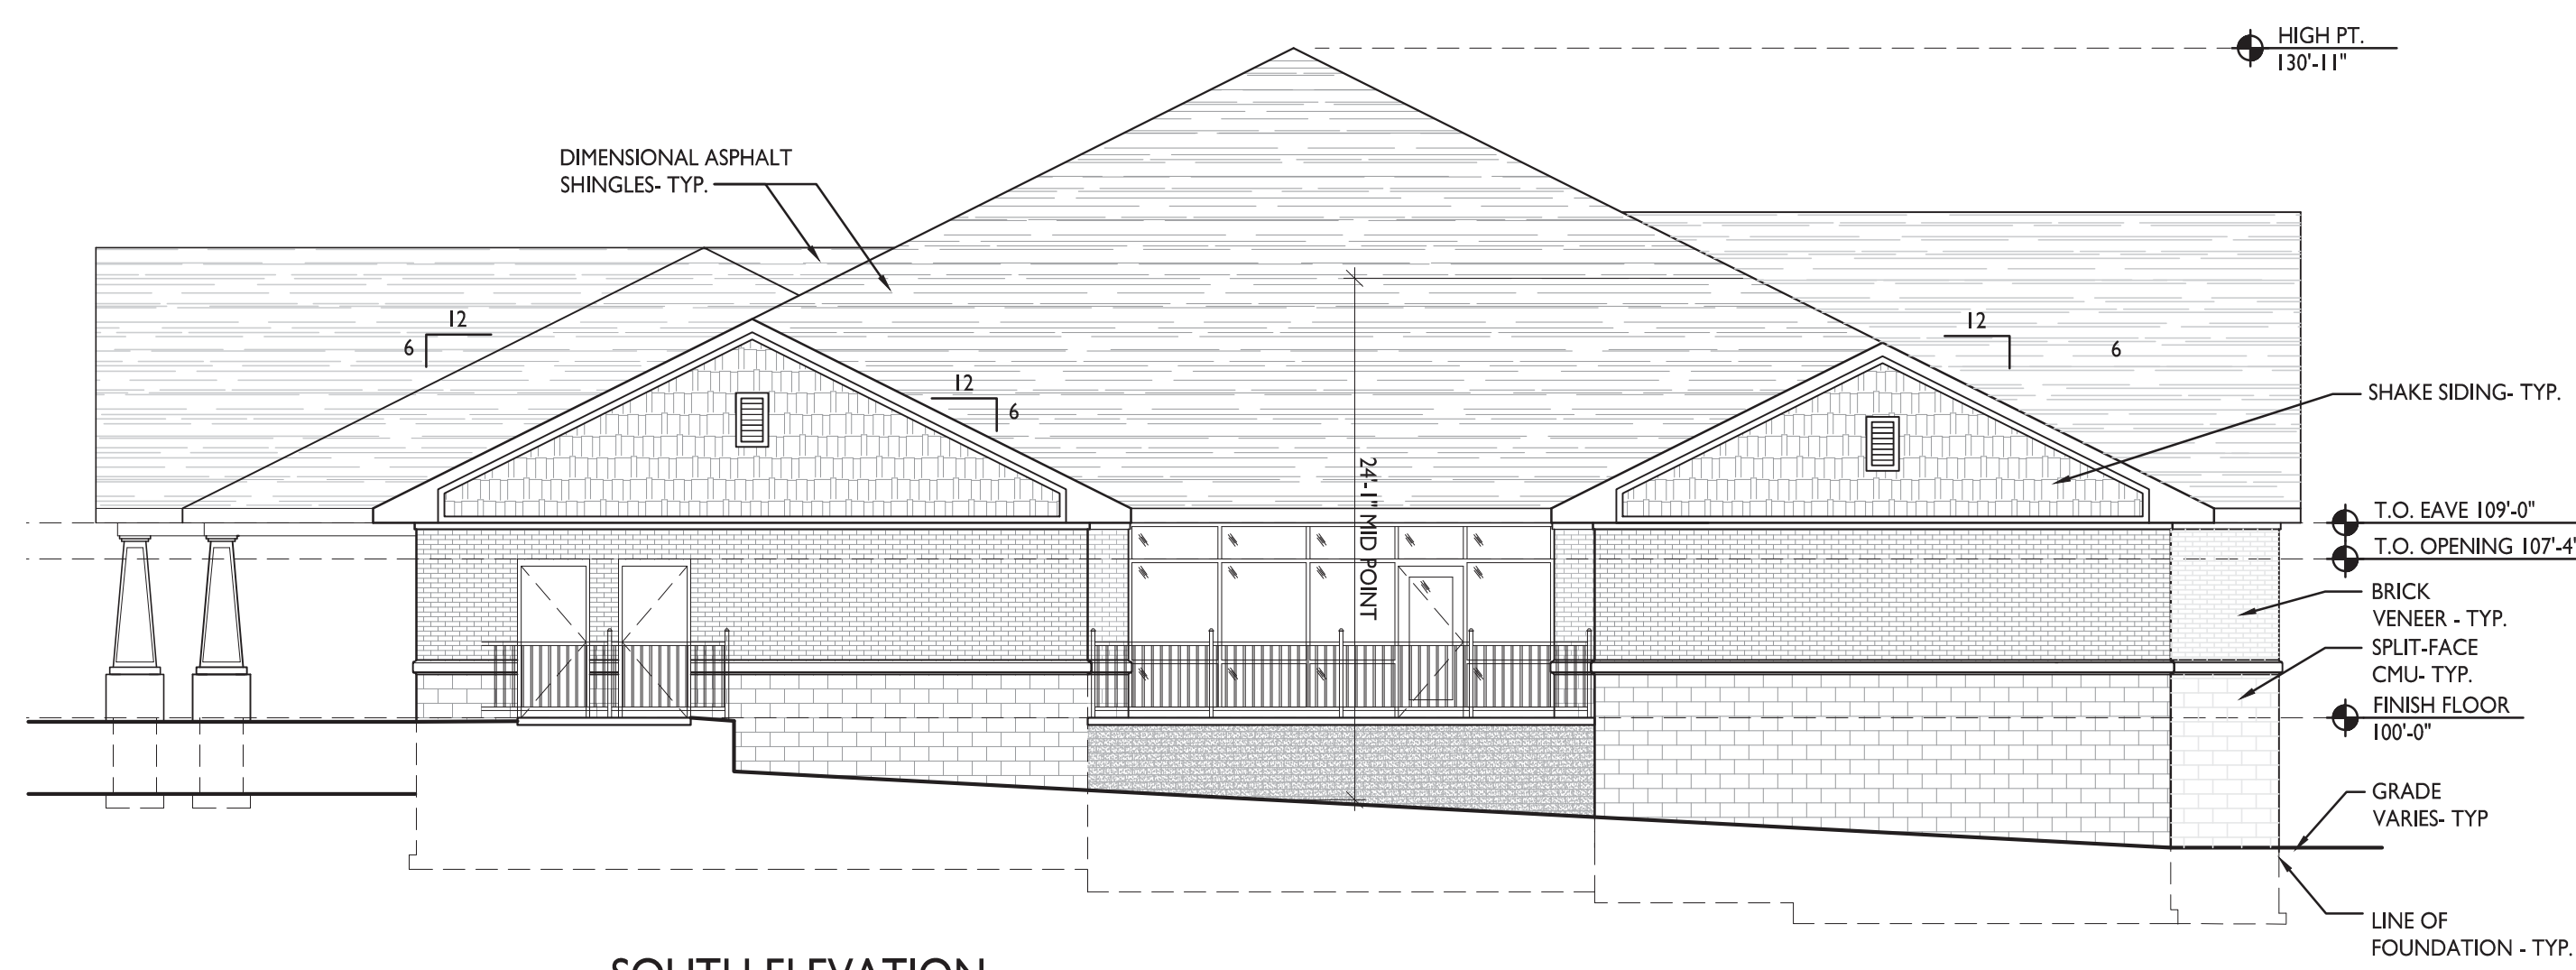 HIGH PT.
130'-11"
DIMENSIONAL ASPHALT
SHINGLES- TYP.
12
6
12
6
12
6
SHAKE SIDING- TYP.
24'-1" MID POINT
T.O. EAVE 109'-0"
T.O. OPENING 107'-4"
BRICK
VENEER - TYP.
SPLIT-FACE
CMU- TYP.
FINISH FLOOR
100'-0"
GRADE
VARIES- TYP
LINE OF
FOUNDATION - TYP.
SOUTH ELEVATION